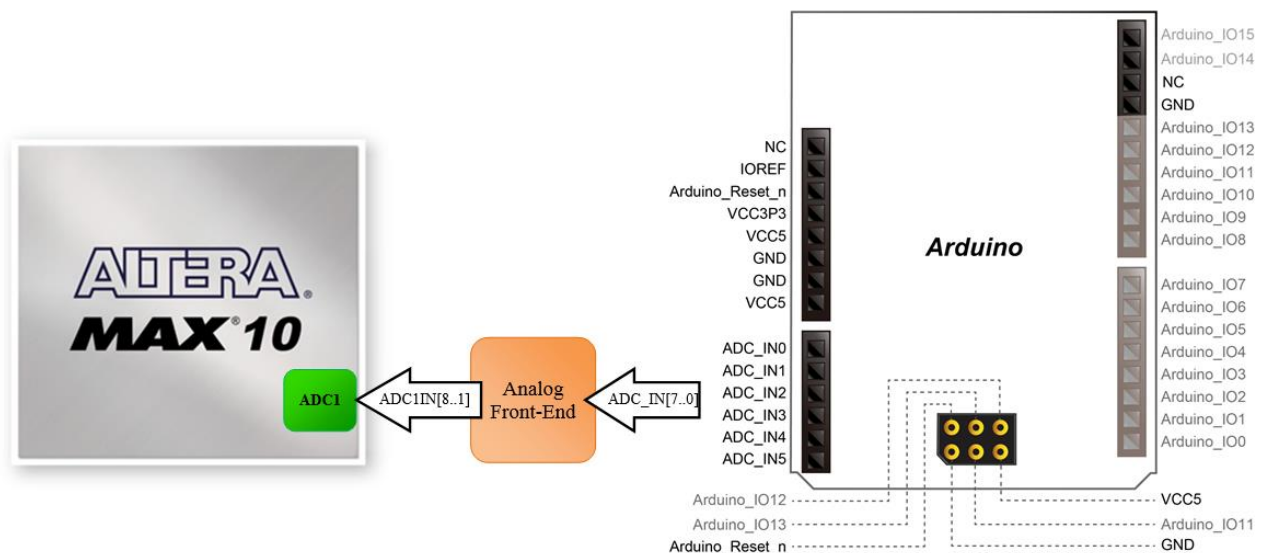 ALTERA.
MAX® 10
ADC1
ADC1IN[8..1]
Analog
Front-End
ADC_IN[7..0]
NC
IOREF
Arduino_Reset_n
VCC3P3
VCC5
GND
GND
VCC5
ADC_IN0
ADC_IN1
ADC_IN2
ADC_IN3
ADC_IN4
ADC_IN5
Arduino
Arduino_IO15
Arduino_IO14
NC
GND
Arduino_IO13
Arduino_IO12
Arduino_IO11
Arduino_IO10
Arduino_IO9
Arduino_IO8
Arduino_IO7
Arduino_IO6
Arduino_IO5
Arduino_IO4
Arduino_IO3
Arduino_IO2
Arduino_IO1
Arduino_IO0
Arduino_IO12
Arduino_IO13
Arduino_Reset_n
VCC5
Arduino_IO11
GND